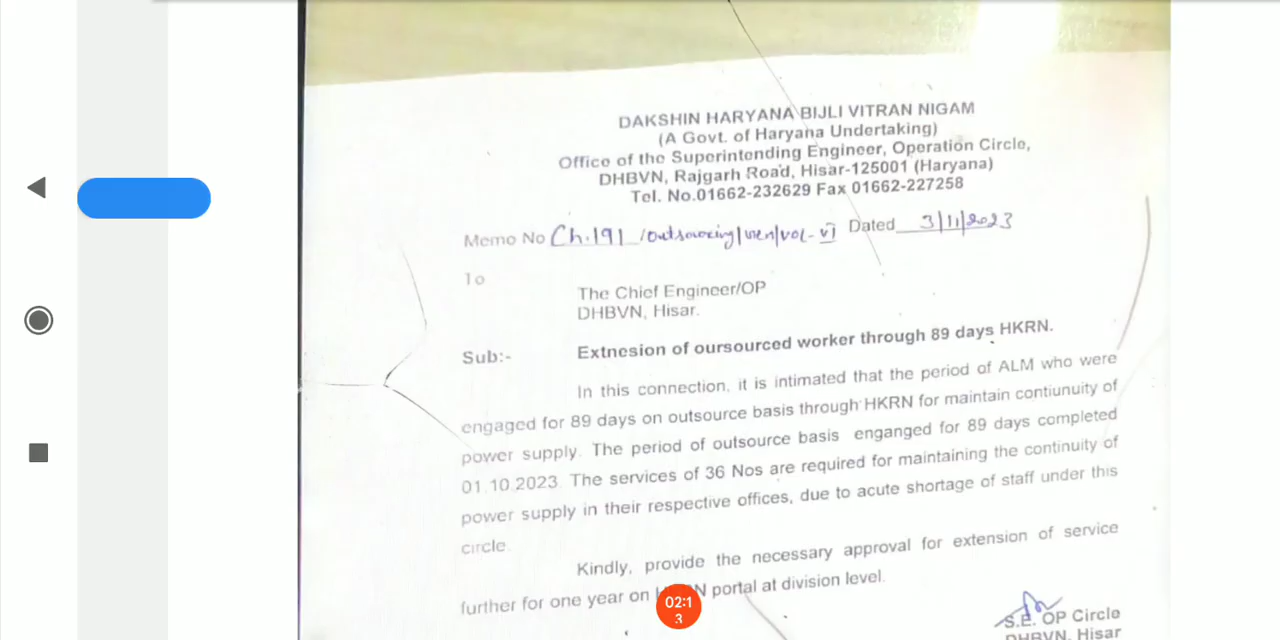 DAKSHIN HARYANA BIJLI VITRAN NIGAM
(A Govt. of Haryana Undertaking)
Office of the Superintending Engineer, Operation Circle,
DHBVN, Rajgarh Road, Hisar-125001 (Haryana)
Tel. No.01662-232629 Fax 01662-227258
Memo No Ch.191 /outsourcing/ /vol-VI Dated 3/11/2023
To
The Chief Engineer/OP
DHBVN, Hisar.
Sub:- Extnesion of oursourced worker through 89 days HKRN.
In this connection, it is intimated that the period of ALM who were
engaged for 89 days on outsource basis through HKRN for maintain contiunuity of
power supply. The period of outsource basis enganged for 89 days completed
01.10.2023. The services of 36 Nos are required for maintaining the continuity of
power supply in their respective offices, due to acute shortage of staff under this
circle.
Kindly, provide the necessary approval for extension of service
further for one year on portal at division level.
S.E. OP Circle
DHBVN, Hisar
02:13